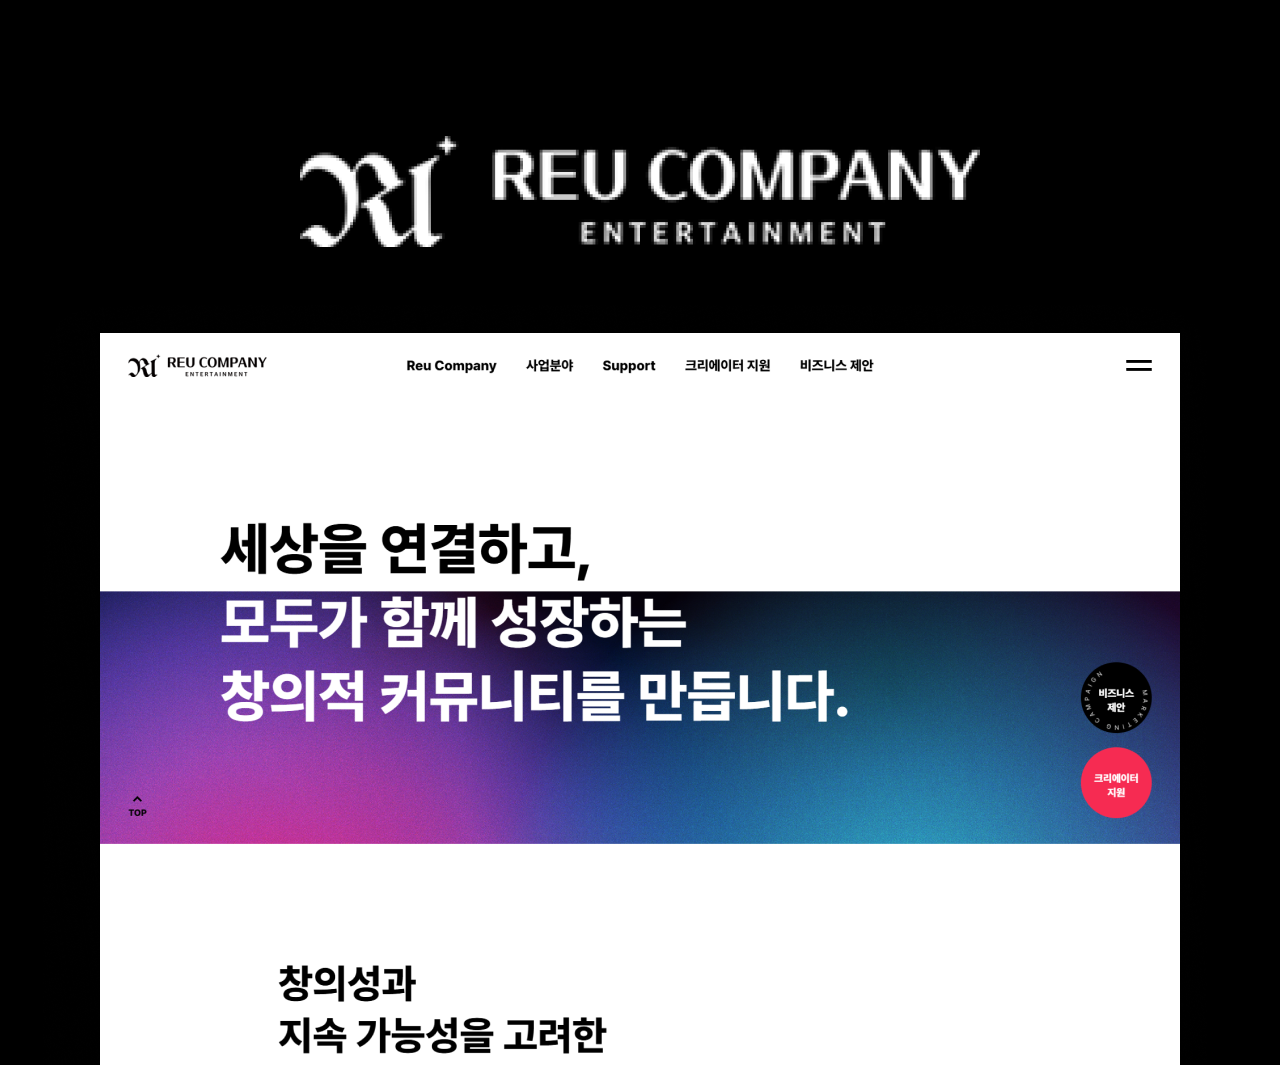 REU COMPANY
ENTERTAINMENT
REU COMPANY
ENTERTAINMENT
Reu Company 사업분야 Support 크리에이터 지원 비즈니스 제안
세상을 연결하고,
모두가 함께 성장하는
창의적 커뮤니티를 만듭니다.
MARKETING CAMPAIGN
비즈니스
제안
크리에이터
지원
TOP
창의성과
지속 가능성을 고려한